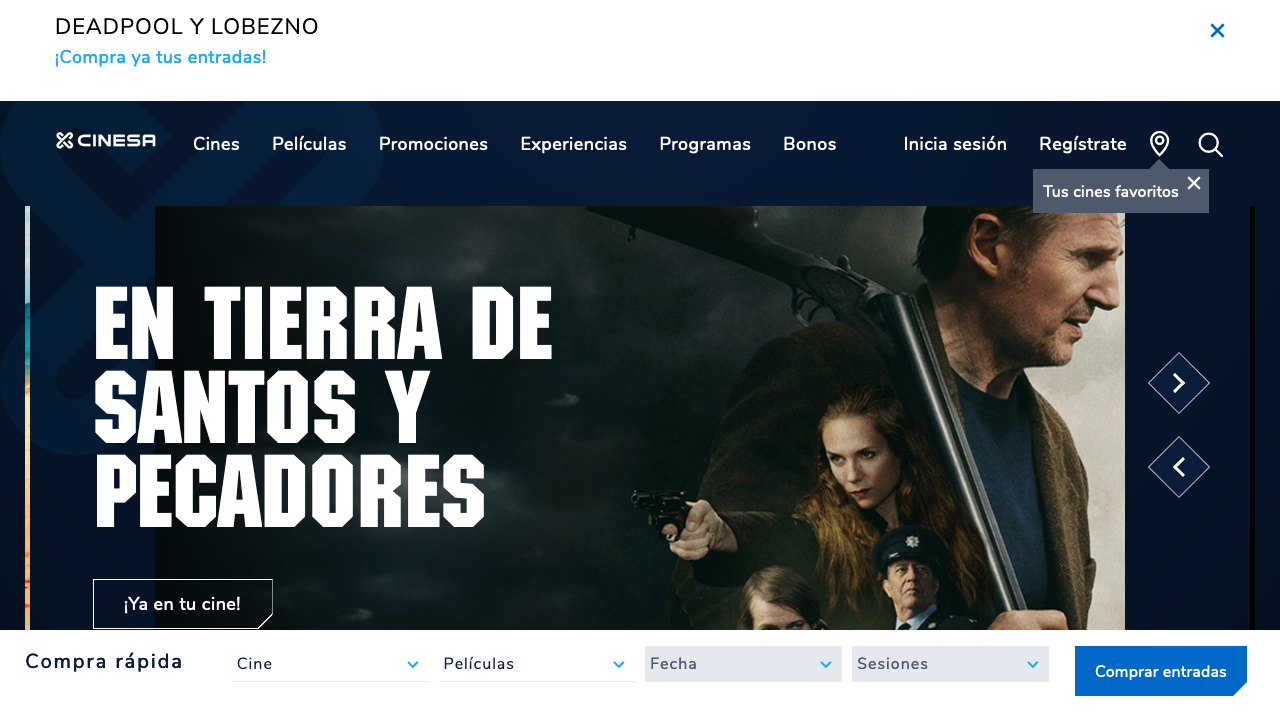 DEADPOOL Y LOBEZNO
¡Compra ya tus entradas!
CINESA
Cines
Películas
Promociones
Experiencias
Programas
Bonos
Inicia sesión
Regístrate
Tus cines favoritos
EN TIERRA DE
SANTOS Y
PECADORES
¡Ya en tu cine!
Compra rápida
Cine
Películas
Fecha
Sesiones
Comprar entradas